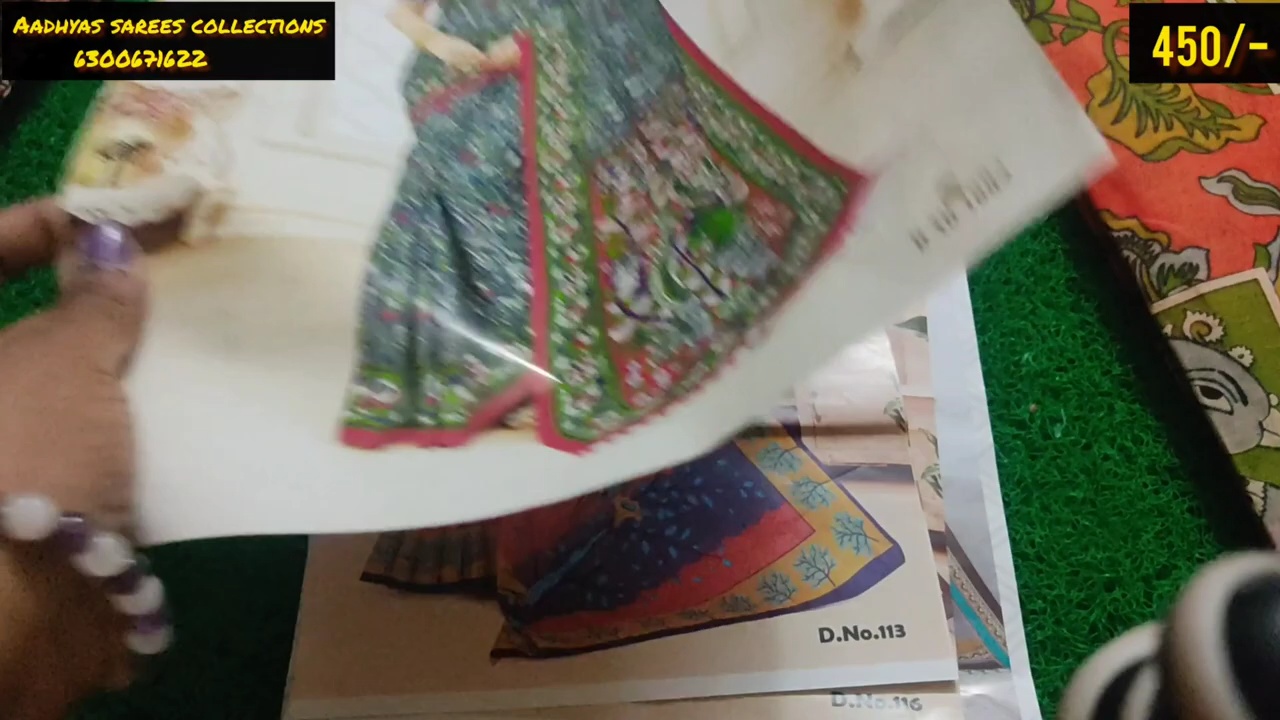 AADHYAS SAREES COLLECTIONS
6300671622
450/-
D.No.113
D.No.116